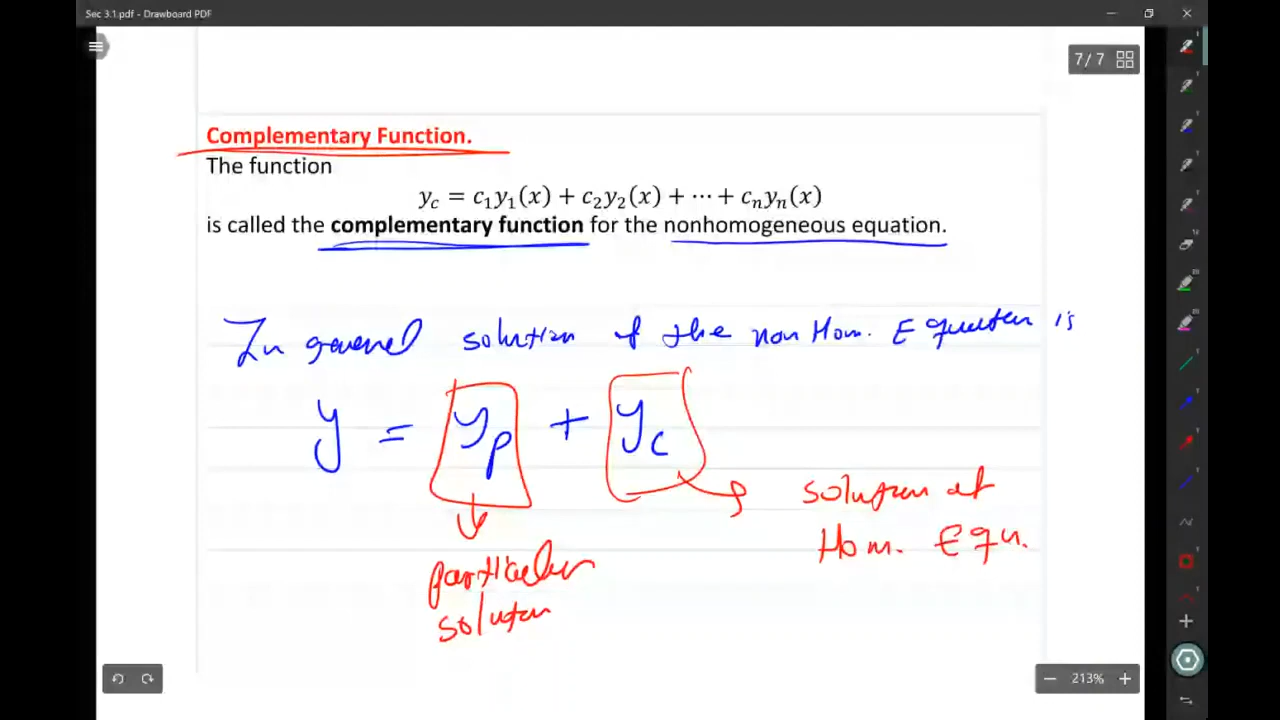 Sec 3.1.pdf - Drawboard PDF
7 / 7
Complementary Function.
The function
y_c = c_1y_1(x) + c_2y_2(x) + ⋯ + c_ny_n(x)
is called the complementary function for the nonhomogeneous equation.
In general solution of the non Hom. Equation is
y = y_p + y_c
solution of
Hom. Equ.
particular
solution
213%